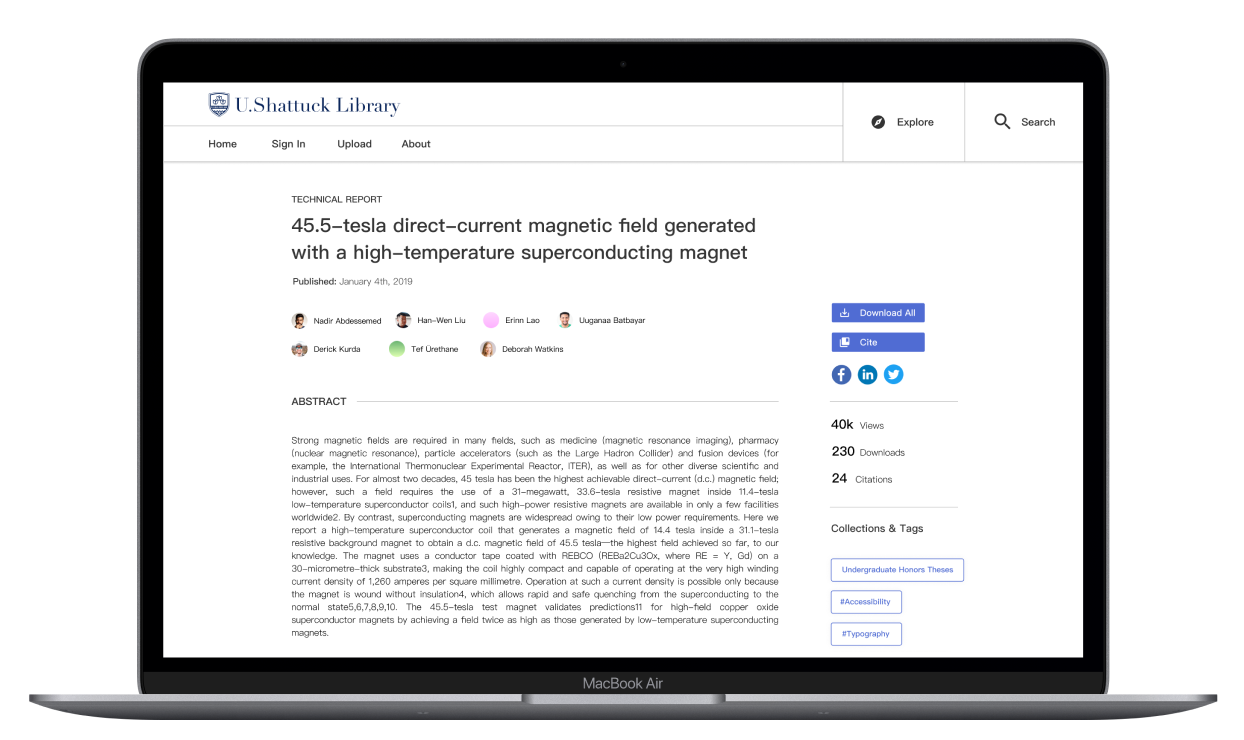 U.Shattuck Library
Explore
Search
Home Sign In Upload About
TECHNICAL REPORT
45.5–tesla direct–current magnetic field generated
with a high–temperature superconducting magnet
Published: January 4th, 2019
Nadir Abdessemed Han–Wen Liu Erinn Lao Uuganaa Batbayar
Derick Kurda Tef Ürethane Deborah Watkins
Download All
Cite
ABSTRACT
Strong magnetic fields are required in many fields, such as medicine (magnetic resonance imaging), pharmacy
(nuclear magnetic resonance), particle accelerators (such as the Large Hadron Collider) and fusion devices (for
example, the International Thermonuclear Experimental Reactor, ITER), as well as for other diverse scientific and
industrial uses. For almost two decades, 45 tesla has been the highest achievable direct–current (d.c.) magnetic field;
however, such a field requires the use of a 31–megawatt, 33.6–tesla resistive magnet inside 11.4–tesla
low–temperature superconductor coils1, and such high–power resistive magnets are available in only a few facilities
worldwide2. By contrast, superconducting magnets are widespread owing to their low power requirements. Here we
report a high–temperature superconductor coil that generates a magnetic field of 14.4 tesla inside a 31.1–tesla
resistive background magnet to obtain a d.c. magnetic field of 45.5 tesla—the highest field achieved so far, to our
knowledge. The magnet uses a conductor tape coated with REBCO (REBa2Cu3Ox, where RE = Y, Gd) on a
30–micrometre–thick substrate3, making the coil highly compact and capable of operating at the very high winding
current density of 1,260 amperes per square millimetre. Operation at such a current density is possible only because
the magnet is wound without insulation4, which allows rapid and safe quenching from the superconducting to the
normal state5,6,7,8,9,10. The 45.5–tesla test magnet validates predictions11 for high–field copper oxide
superconductor magnets by achieving a field twice as high as those generated by low–temperature superconducting
magnets.
40k Views
230 Downloads
24 Citations
Collections & Tags
Undergraduate Honors Theses
#Accessibility
#Typography
MacBook Air